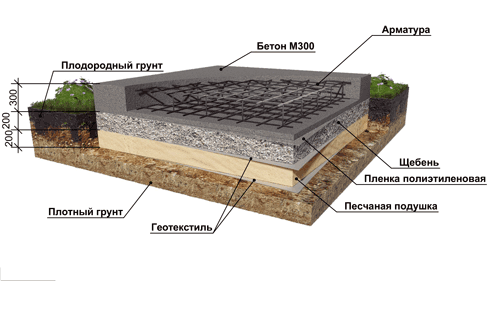 Арматура
Бетон М300
Плодородный грунт
300
200
200
Щебень
Пленка полиэтиленовая
Песчаная подушка
Плотный грунт
Геотекстиль